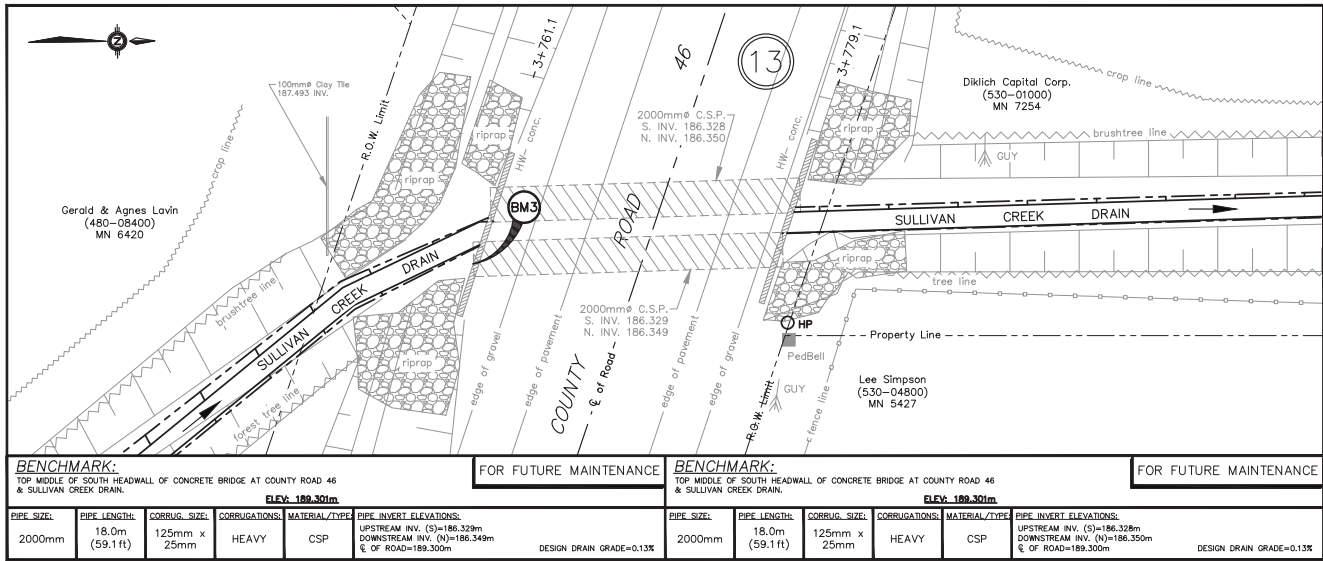 Z
3+761.1
46
13
3+779.1
100mmø Clay Tile
187.493 INV.
R.O.W. Limit
crop line
riprap
HW- conc.
2000mmø C.S.P.
S. INV. 186.328
N. INV. 186.350
HW- conc.
riprap
Diklich Capital Corp.
(530-01000)
MN 7254
crop line
brushtree line
GUY
riprap
Gerald & Agnes Lavin
(480-08400)
MN 6420
BM3
ROAD
SULLIVAN CREEK DRAIN
SULLIVAN CREEK DRAIN
brushtree line
riprap
tree line
2000mmø C.S.P.
S. INV. 186.329
N. INV. 186.349
HP
Property Line
PedBell
riprap
GUY
Lee Simpson
(530-04800)
MN 5427
forest tree line
edge of gravel
edge of pavement
COUNTY
℄ of Road
edge of pavement
edge of gravel
R.O.W. Limit
fence line
BENCHMARK:
TOP MIDDLE OF SOUTH HEADWALL OF CONCRETE BRIDGE AT COUNTY ROAD 46
& SULLIVAN CREEK DRAIN.
ELEV: 189.301m
FOR FUTURE MAINTENANCE
PIPE SIZE:
2000mm
PIPE LENGTH:
18.0m
(59.1ft)
CORRUG. SIZE:
125mm x
25mm
CORRUGATIONS:
HEAVY
MATERIAL/TYPE:
CSP
PIPE INVERT ELEVATIONS:
UPSTREAM INV. (S)=186.329m
DOWNSTREAM INV. (N)=186.349m
℄ OF ROAD=189.300m
DESIGN DRAIN GRADE=0.13%
BENCHMARK:
TOP MIDDLE OF SOUTH HEADWALL OF CONCRETE BRIDGE AT COUNTY ROAD 46
& SULLIVAN CREEK DRAIN.
ELEV: 189.301m
FOR FUTURE MAINTENANCE
PIPE SIZE:
2000mm
PIPE LENGTH:
18.0m
(59.1ft)
CORRUG. SIZE:
125mm x
25mm
CORRUGATIONS:
HEAVY
MATERIAL/TYPE:
CSP
PIPE INVERT ELEVATIONS:
UPSTREAM INV. (S)=186.328m
DOWNSTREAM INV. (N)=186.350m
℄ OF ROAD=189.300m
DESIGN DRAIN GRADE=0.13%